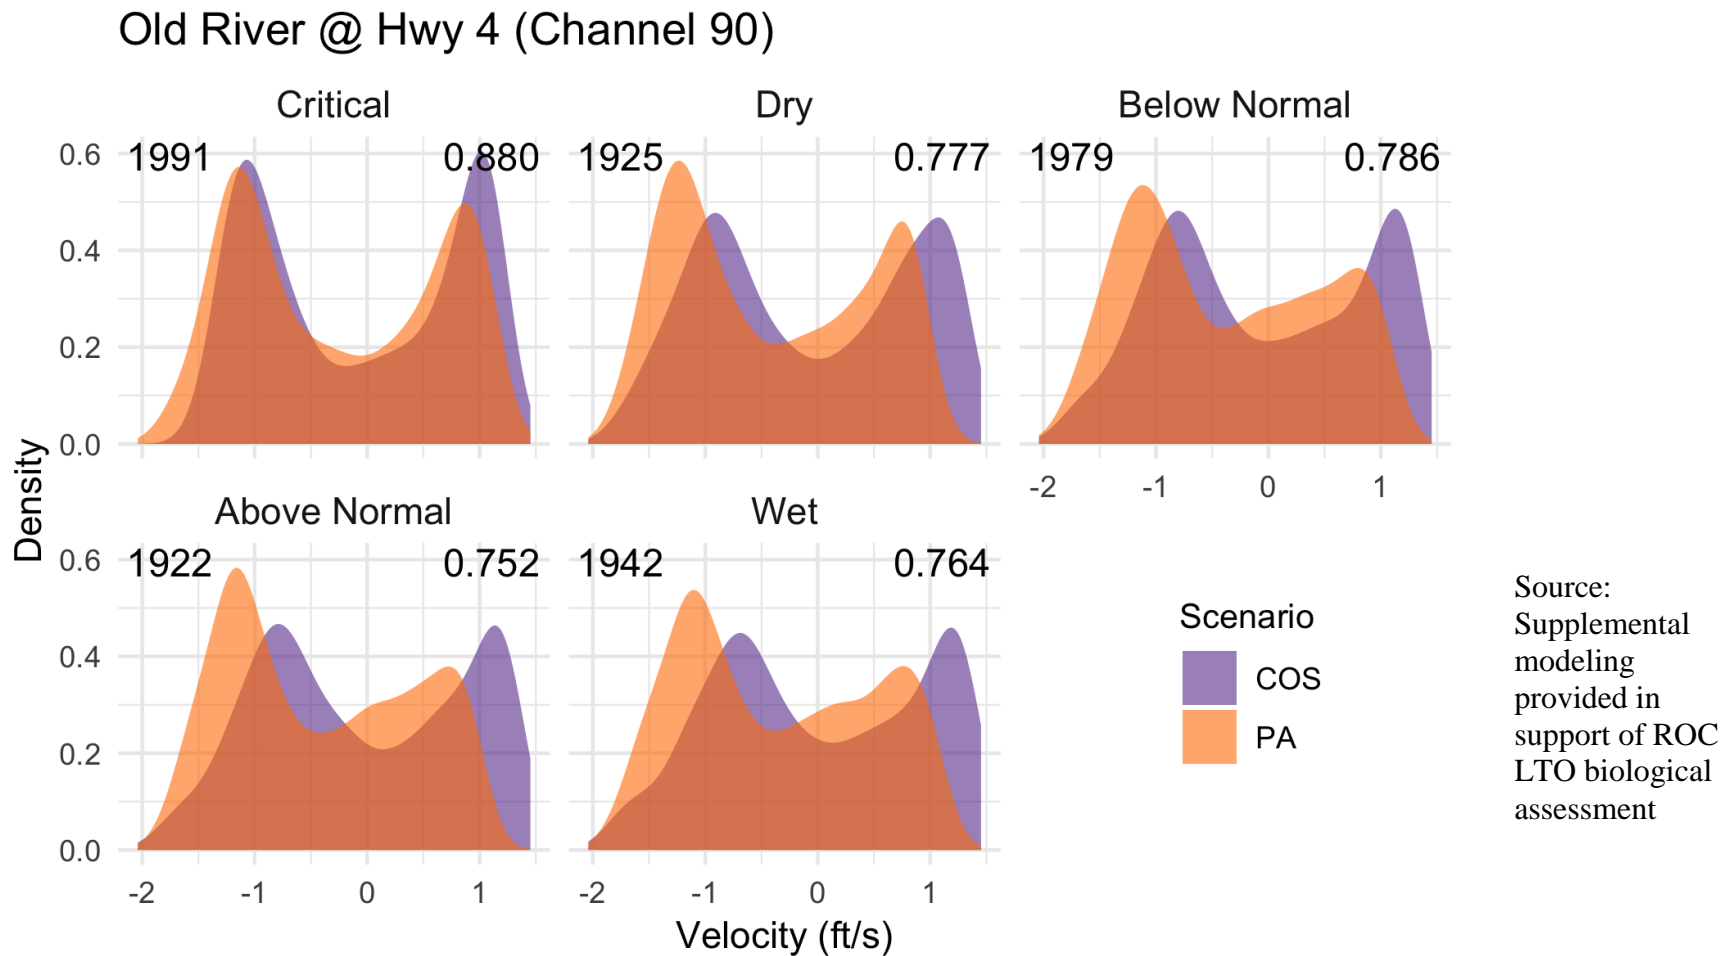 Old River @ Hwy 4 (Channel 90)
Critical
Dry
Below Normal
0.6
0.4
0.2
0.0
1991
0.880
1925
0.777
1979
0.786
-2 -1 0 1
Density
Above Normal
Wet
0.6
0.4
0.2
0.0
1922
0.752
1942
0.764
-2 -1 0 1
-2 -1 0 1
Velocity (ft/s)
Scenario
COS
PA
Source:
Supplemental
modeling
provided in
support of ROC
LTO biological
assessment